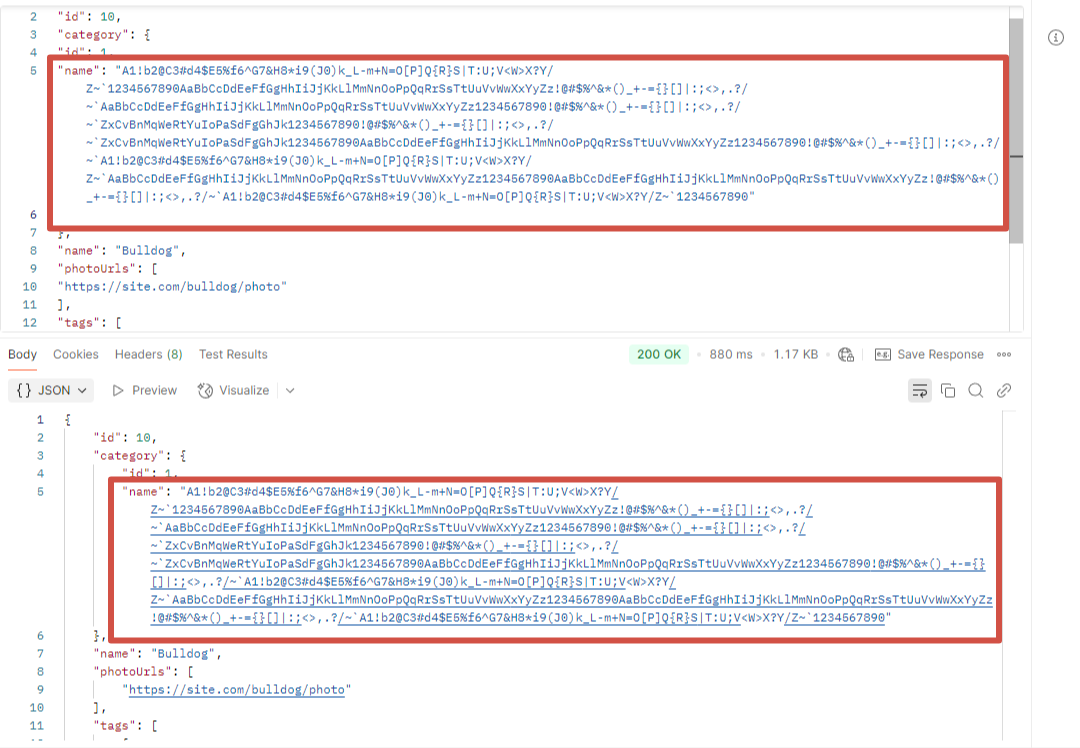 2 "id": 10,
3 "category": {
4 "id": 1,
5 "name": "A1!b2@C3#d4$E5%f6^G7&H8*i9(J0)k_L-m+N=O[P]Q{R}S|T:U;V<W>X?Y/
Z~`1234567890AaBbCcDdEeFfGgHhIiJjKkLlMmNnOoPpQqRrSsTtUuVvWwXxYyZz!@#$%^&*()_+-={}[]|:;<>,.?/
~`AaBbCcDdEeFfGgHhIiJjKkLlMmNnOoPpQqRrSsTtUuVvWwXxYyZz1234567890!@#$%^&*()_+-={}[]|:;<>,.?/
~`ZxCvBnMqWeRtYuIoPaSdFgGhJk1234567890!@#$%^&*()_+-={}[]|:;<>,.?/
~`ZxCvBnMqWeRtYuIoPaSdFgGhJk1234567890AaBbCcDdEeFfGgHhIiJjKkLlMmNnOoPpQqRrSsTtUuVvWwXxYyZz1234567890!@#$%^&*()_+-={}[]|:;<>,.?/
~`A1!b2@C3#d4$E5%f6^G7&H8*i9(J0)k_L-m+N=O[P]Q{R}S|T:U;V<W>X?Y/
Z~`AaBbCcDdEeFfGgHhIiJjKkLlMmNnOoPpQqRrSsTtUuVvWwXxYyZz1234567890AaBbCcDdEeFfGgHhIiJjKkLlMmNnOoPpQqRrSsTtUuVvWwXxYyZz!@#$%^&*()
_+-={}[]|:;<>,.?/~`A1!b2@C3#d4$E5%f6^G7&H8*i9(J0)k_L-m+N=O[P]Q{R}S|T:U;V<W>X?Y/Z~`1234567890"
6
7 },
8 "name": "Bulldog",
9 "photoUrls": [
10 "https://site.com/bulldog/photo"
11 ],
12 "tags": [
Body Cookies Headers (8) Test Results 200 OK • 880 ms • 1.17 KB • Save Response
{} JSON Preview Visualize
1 {
2 "id": 10,
3 "category": {
4 "id": 1,
5 "name": "A1!b2@C3#d4$E5%f6^G7&H8*i9(J0)k_L-m+N=O[P]Q{R}S|T:U;V<W>X?Y/
Z~`1234567890AaBbCcDdEeFfGgHhIiJjKkLlMmNnOoPpQqRrSsTtUuVvWwXxYyZz!@#$%^&*()_+-={}[]|:;<>,.?/
~`AaBbCcDdEeFfGgHhIiJjKkLlMmNnOoPpQqRrSsTtUuVvWwXxYyZz1234567890!@#$%^&*()_+-={}[]|:;<>,.?/
~`ZxCvBnMqWeRtYuIoPaSdFgGhJk1234567890!@#$%^&*()_+-={}[]|:;<>,.?/
~`ZxCvBnMqWeRtYuIoPaSdFgGhJk1234567890AaBbCcDdEeFfGgHhIiJjKkLlMmNnOoPpQqRrSsTtUuVvWwXxYyZz1234567890!@#$%^&*()_+-={}
[]|:;<>,.?/~`A1!b2@C3#d4$E5%f6^G7&H8*i9(J0)k_L-m+N=O[P]Q{R}S|T:U;V<W>X?Y/
Z~`AaBbCcDdEeFfGgHhIiJjKkLlMmNnOoPpQqRrSsTtUuVvWwXxYyZz1234567890AaBbCcDdEeFfGgHhIiJjKkLlMmNnOoPpQqRrSsTtUuVvWwXxYyZz
!@#$%^&*()_+-={}[]|:;<>,.?/~`A1!b2@C3#d4$E5%f6^G7&H8*i9(J0)k_L-m+N=O[P]Q{R}S|T:U;V<W>X?Y/Z~`1234567890"
6 },
7 "name": "Bulldog",
8 "photoUrls": [
9 "https://site.com/bulldog/photo"
10 ],
11 "tags": [